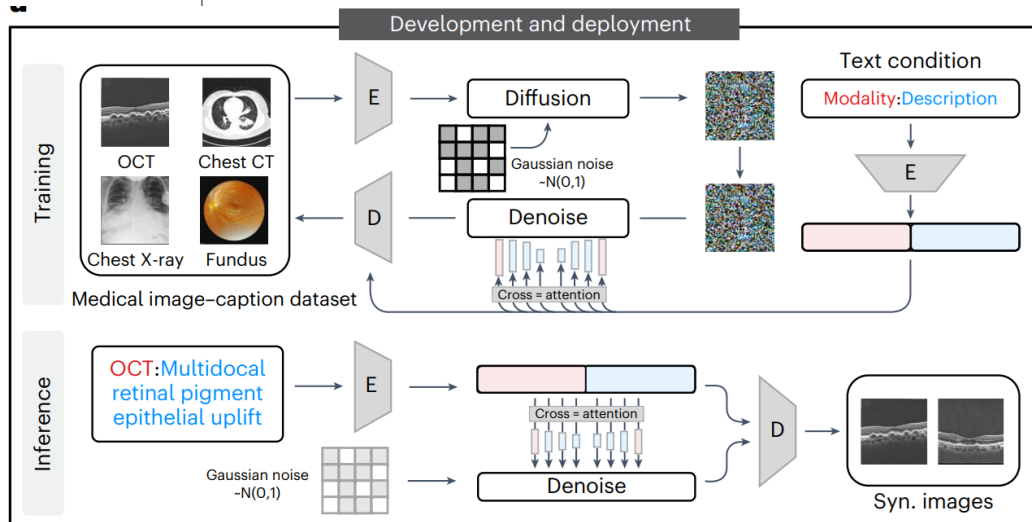 Development and deployment
Training
E
Diffusion
Text condition
Modality:Description
OCT
Chest CT
Gaussian noise
~N(0,1)
E
D
Denoise
Chest X-ray
Fundus
Cross = attention
Medical image–caption dataset
Inference
OCT:Multidocal
retinal pigment
epithelial uplift
E
Cross = attention
D
Gaussian noise
~N(0,1)
Denoise
Syn. images